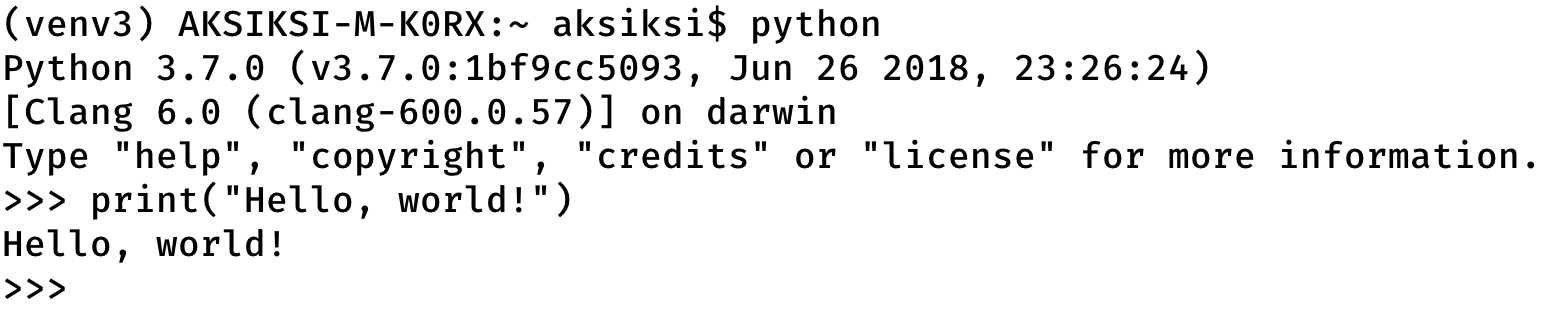 (venv3) AKSIKSI-M-K0RX:~ aksiksi$ python
Python 3.7.0 (v3.7.0:1bf9cc5093, Jun 26 2018, 23:26:24)
[Clang 6.0 (clang-600.0.57)] on darwin
Type "help", "copyright", "credits" or "license" for more information.
>>> print("Hello, world!")
Hello, world!
>>>